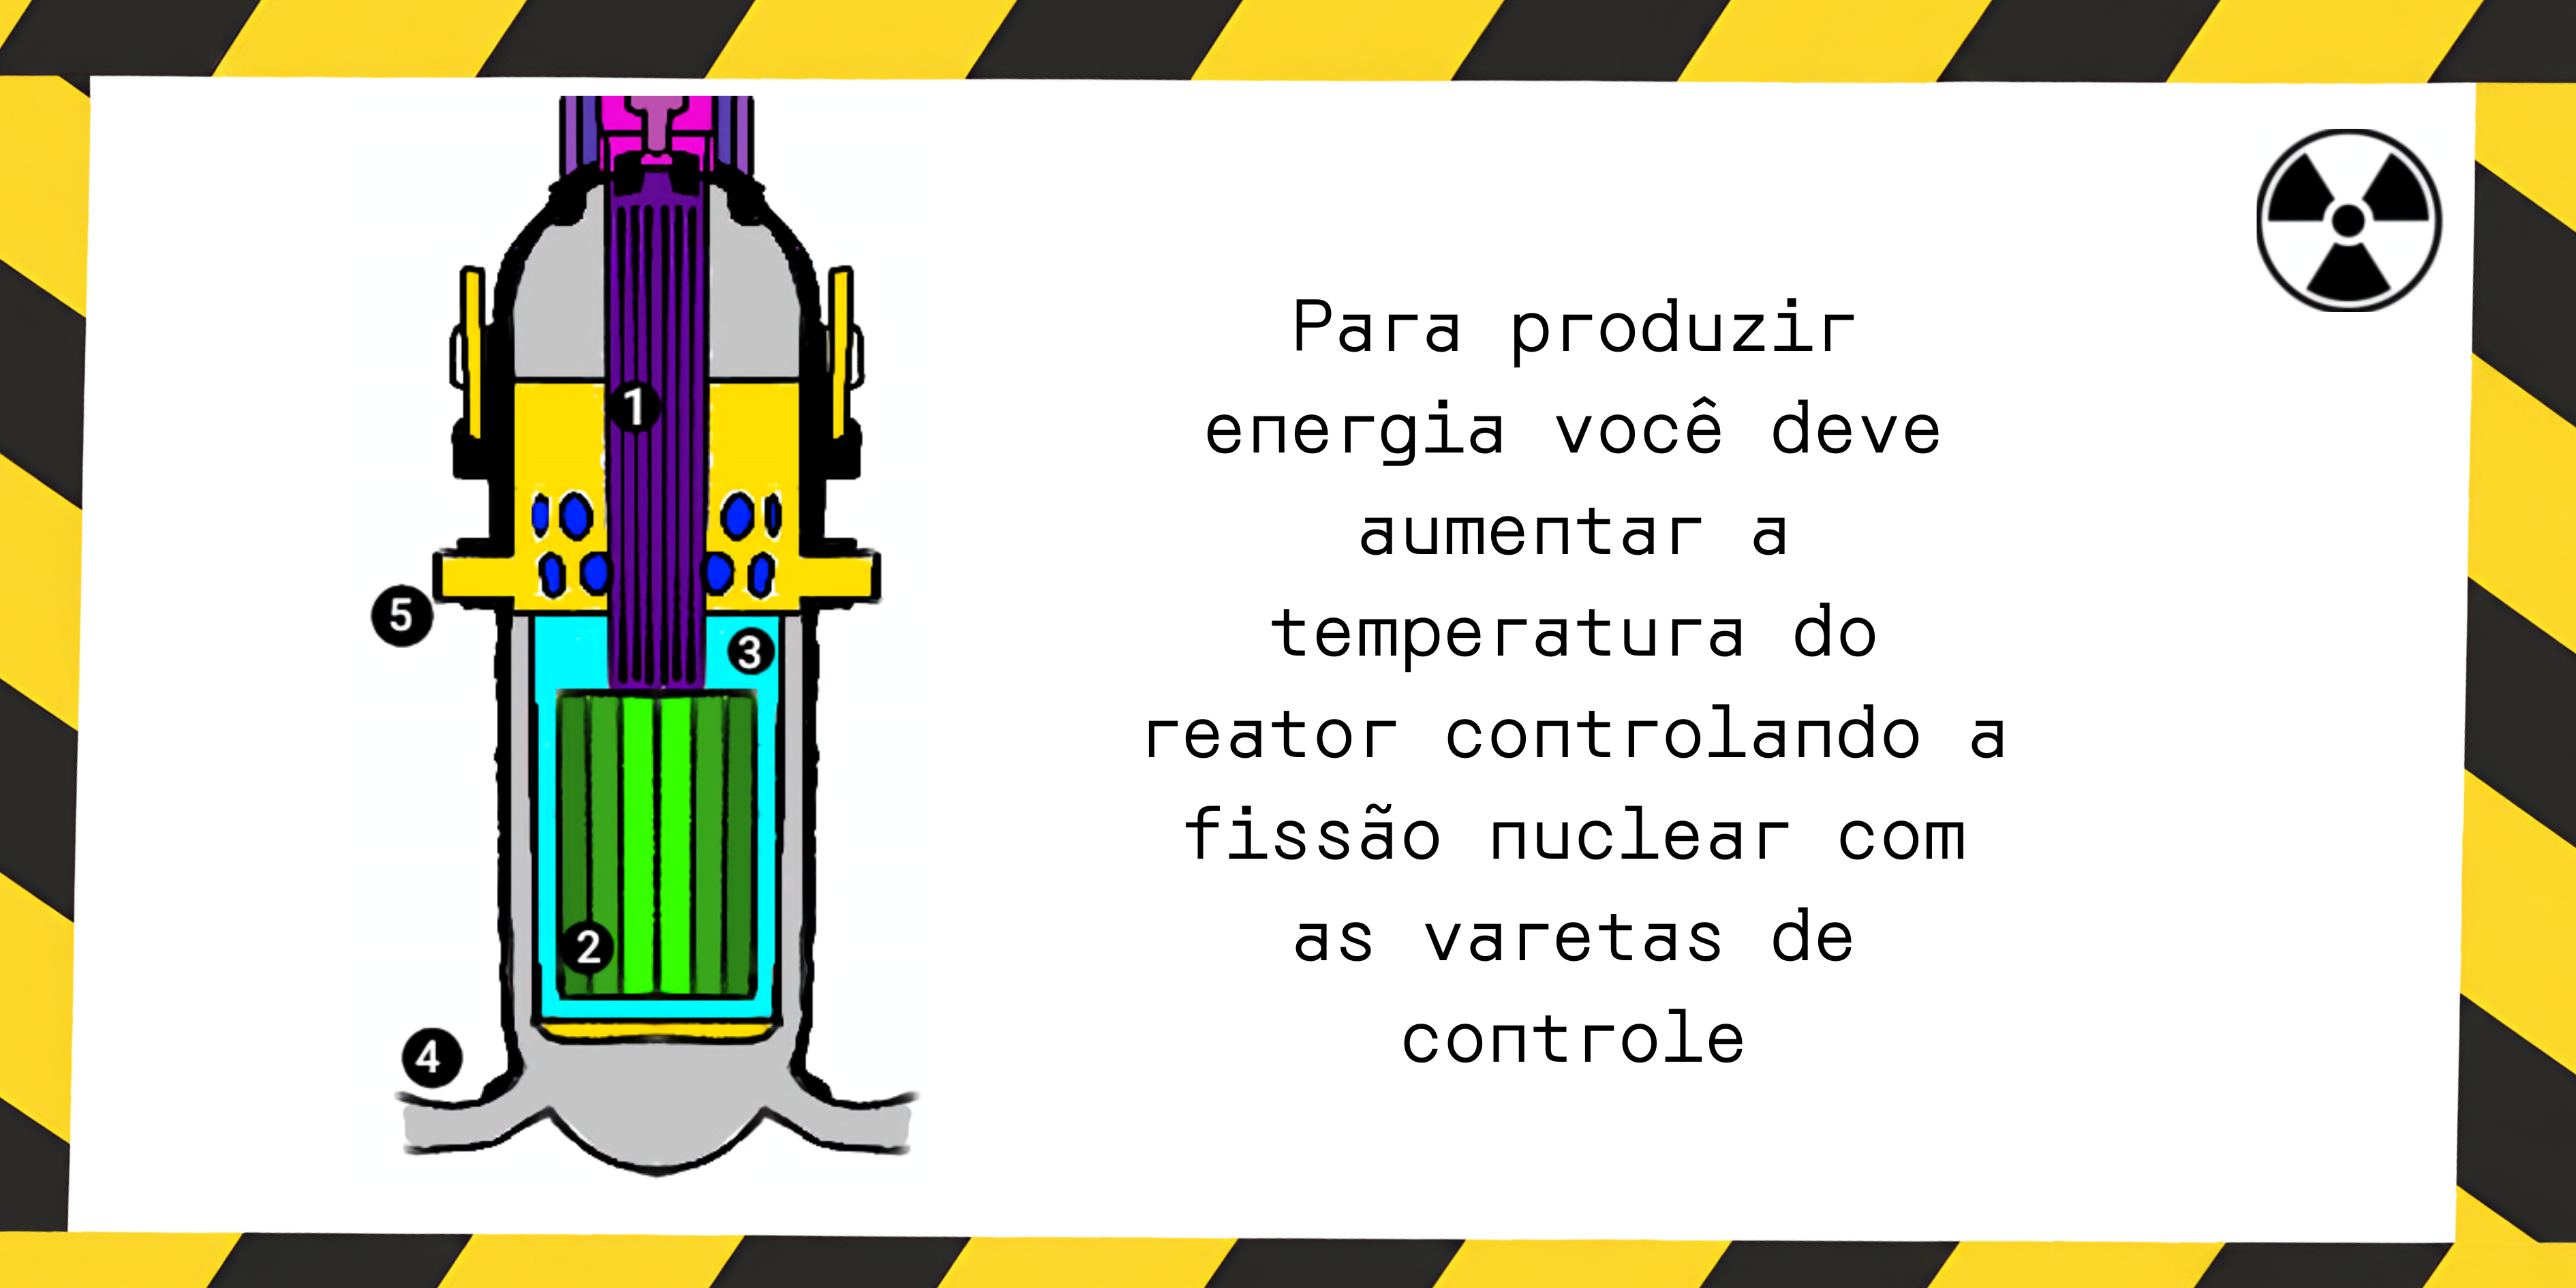 1
5
3
2
4
Para produzir
energia você deve
aumentar a
temperatura do
reator controlando a
fissão nuclear com
as varetas de
controle